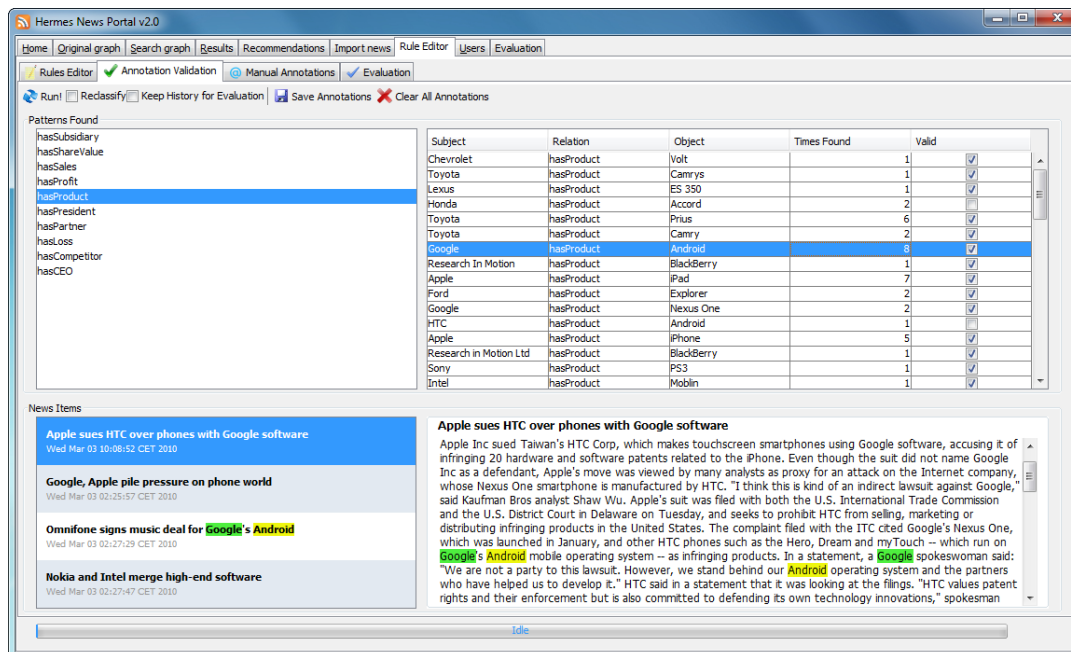 Hermes News Portal v2.0
Home Original graph Search graph Results Recommendations Import news Rule Editor Users Evaluation
Rules Editor Annotation Validation Manual Annotations Evaluation
Run! Reclassify Keep History for Evaluation Save Annotations Clear All Annotations
Patterns Found
hasSubsidiary
hasShareValue
hasSales
hasProfit
hasProduct
hasPresident
hasPartner
hasLoss
hasCompetitor
hasCEO
Subject Relation Object Times Found Valid
Chevrolet hasProduct Volt 1
Toyota hasProduct Camrys 1
Lexus hasProduct ES 350 1
Honda hasProduct Accord 2
Toyota hasProduct Prius 6
Toyota hasProduct Camry 2
Google hasProduct Android 8
Research In Motion hasProduct BlackBerry 1
Apple hasProduct iPad 7
Ford hasProduct Explorer 2
Google hasProduct Nexus One 2
HTC hasProduct Android 1
Apple hasProduct iPhone 5
Research in Motion Ltd hasProduct BlackBerry 1
Sony hasProduct PS3 1
Intel hasProduct Moblin 1
News Items
Apple sues HTC over phones with Google software
Wed Mar 03 10:08:52 CET 2010
Google, Apple pile pressure on phone world
Wed Mar 03 02:25:57 CET 2010
Omnifone signs music deal for Google's Android
Wed Mar 03 02:27:29 CET 2010
Nokia and Intel merge high-end software
Wed Mar 03 02:27:47 CET 2010
Apple sues HTC over phones with Google software
Apple Inc sued Taiwan's HTC Corp, which makes touchscreen smartphones using Google software, accusing it of
infringing 20 hardware and software patents related to the iPhone. Even though the suit did not name Google
Inc as a defendant, Apple's move was viewed by many analysts as proxy for an attack on the Internet company,
whose Nexus One smartphone is manufactured by HTC. "I think this is kind of an indirect lawsuit against Google,"
said Kaufman Bros analyst Shaw Wu. Apple's suit was filed with both the U.S. International Trade Commission
and the U.S. District Court in Delaware on Tuesday, and seeks to prohibit HTC from selling, marketing or
distributing infringing products in the United States. The complaint filed with the ITC cited Google's Nexus One,
which was launched in January, and other HTC phones such as the Hero, Dream and myTouch -- which run on
Google's Android mobile operating system -- as infringing products. In a statement, a Google spokeswoman said:
"We are not a party to this lawsuit. However, we stand behind our Android operating system and the partners
who have helped us to develop it." HTC said in a statement that it was looking at the filings. "HTC values patent
rights and their enforcement but is also committed to defending its own technology innovations," spokesman
Idle